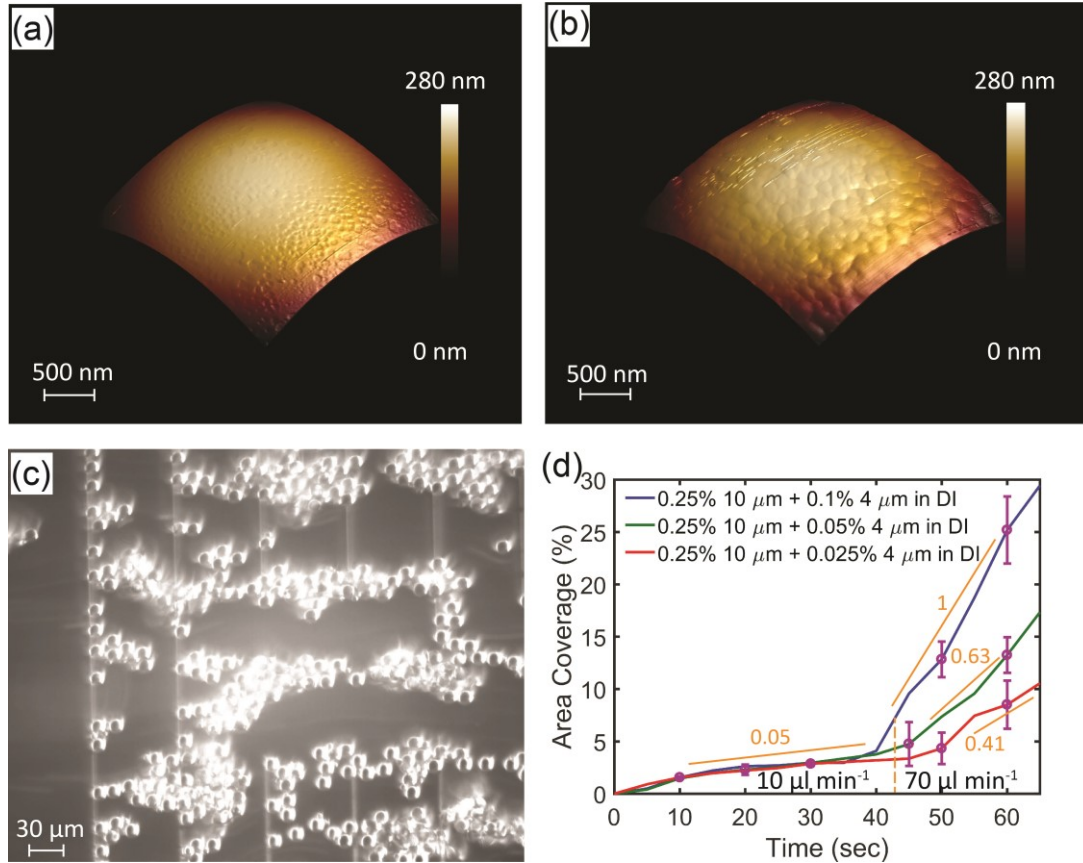 (a)
280 nm
0 nm
500 nm
(b)
280 nm
0 nm
500 nm
(c)
30 µm
(d)
Area Coverage (%)
30
25
20
15
10
5
0
0.25% 10 µm + 0.1% 4 µm in DI
0.25% 10 µm + 0.05% 4 µm in DI
0.25% 10 µm + 0.025% 4 µm in DI
1
0.63
0.05
0.41
10 µl min⁻¹
70 µl min⁻¹
0 10 20 30 40 50 60
Time (sec)